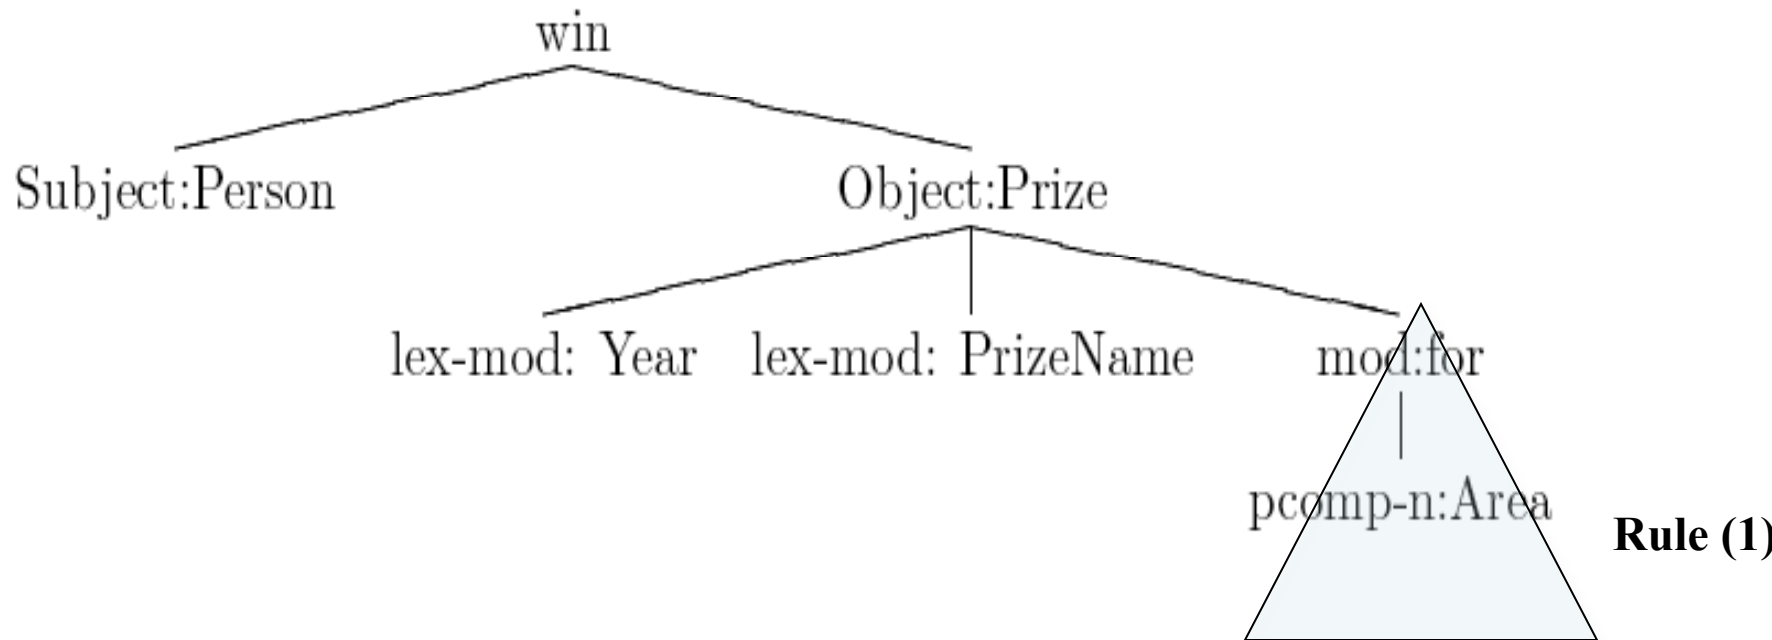 win
Subject:Person Object:Prize
lex-mod: Year lex-mod: PrizeName mod:for
pcomp-n:Area
Rule (1)